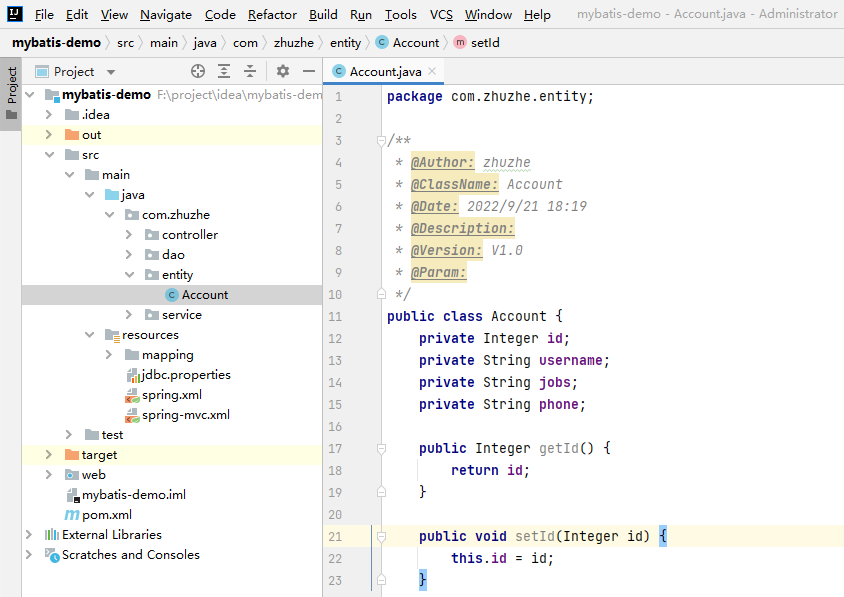 File Edit View Navigate Code Refactor Build Run Tools VCS Window Help mybatis-demo - Account.java - Administrator
mybatis-demo src main java com zhuzhe entity Account setId
Project
Project
Account.java
mybatis-demo F:\project\idea\mybatis-dem
.idea
out
src
main
java
com.zhuzhe
controller
dao
entity
Account
service
resources
mapping
jdbc.properties
spring.xml
spring-mvc.xml
test
target
web
mybatis-demo.iml
pom.xml
External Libraries
Scratches and Consoles
1 package com.zhuzhe.entity;
2
3 /**
4 * @Author: zhuzhe
5 * @ClassName: Account
6 * @Date: 2022/9/21 18:19
7 * @Description:
8 * @Version: V1.0
9 * @Param:
10 */
11 public class Account {
12 private Integer id;
13 private String username;
14 private String jobs;
15 private String phone;
16
17 public Integer getId() {
18 return id;
19 }
20
21 public void setId(Integer id) {
22 this.id = id;
23 }